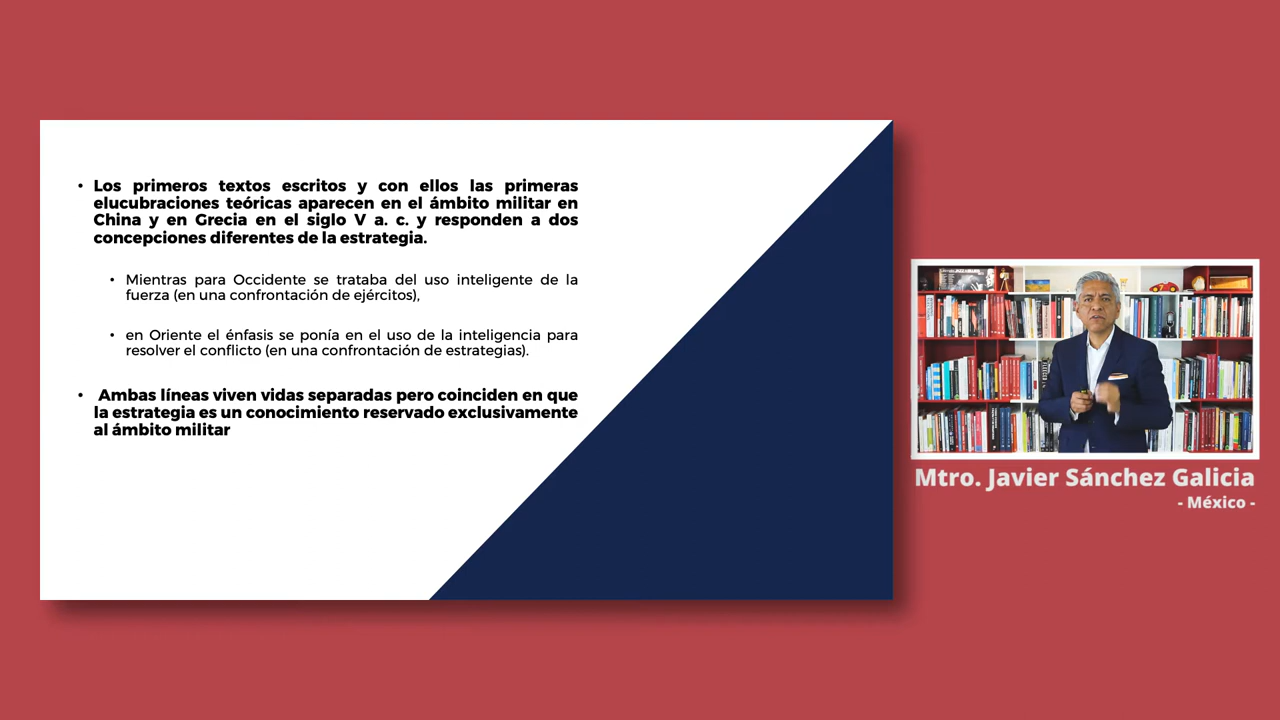 • Los primeros textos escritos y con ellos las primeras
elucubraciones teóricas aparecen en el ámbito militar en
China y en Grecia en el siglo V a. c. y responden a dos
concepciones diferentes de la estrategia.
• Mientras para Occidente se trataba del uso inteligente de la
fuerza (en una confrontación de ejércitos),
• en Oriente el énfasis se ponía en el uso de la inteligencia para
resolver el conflicto (en una confrontación de estrategias).
• Ambas líneas viven vidas separadas pero coinciden en que
la estrategia es un conocimiento reservado exclusivamente
al ámbito militar
Mtro. Javier Sánchez Galicia
- México -